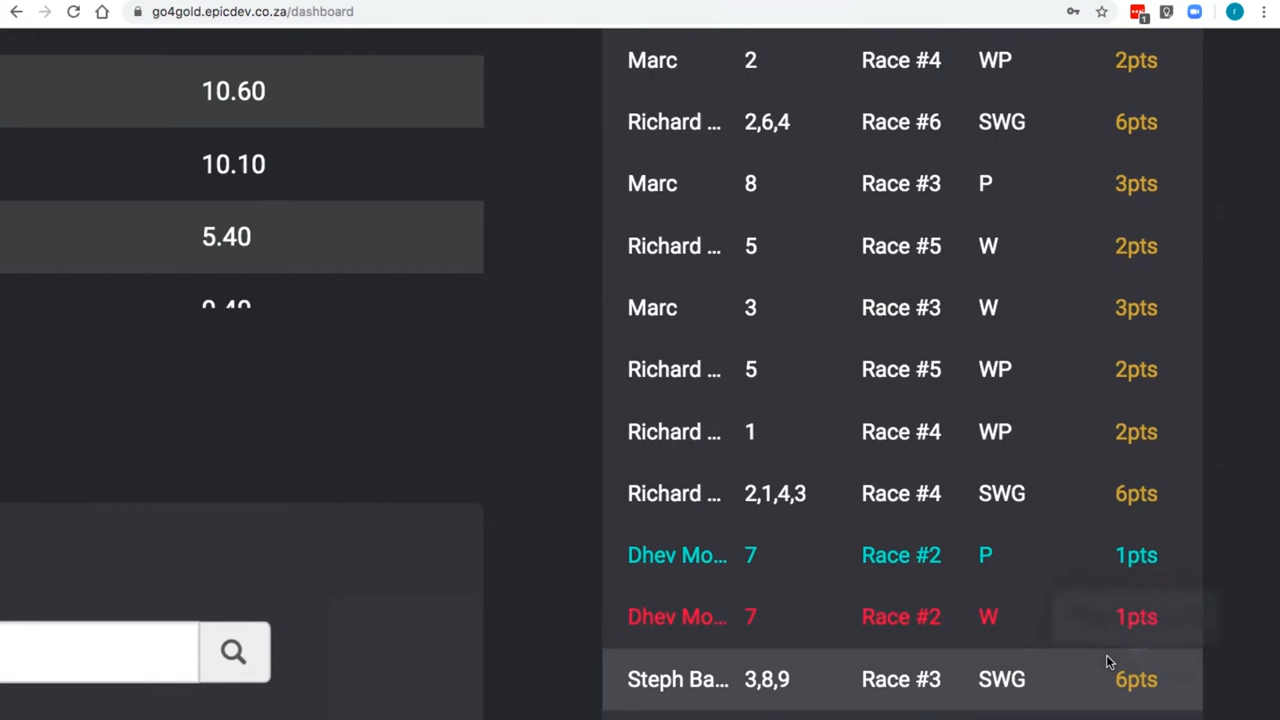 go4gold.epicdev.co.za/dashboard
1
r
10.60
10.10
5.40
Marc 2 Race #4 WP 2pts
Richard ... 2,6,4 Race #6 SWG 6pts
Marc 8 Race #3 P 3pts
Richard ... 5 Race #5 W 2pts
Marc 3 Race #3 W 3pts
Richard ... 5 Race #5 WP 2pts
Richard ... 1 Race #4 WP 2pts
Richard ... 2,1,4,3 Race #4 SWG 6pts
Dhev Mo... 7 Race #2 P 1pts
Dhev Mo... 7 Race #2 W 1pts
Steph Ba... 3,8,9 Race #3 SWG 6pts